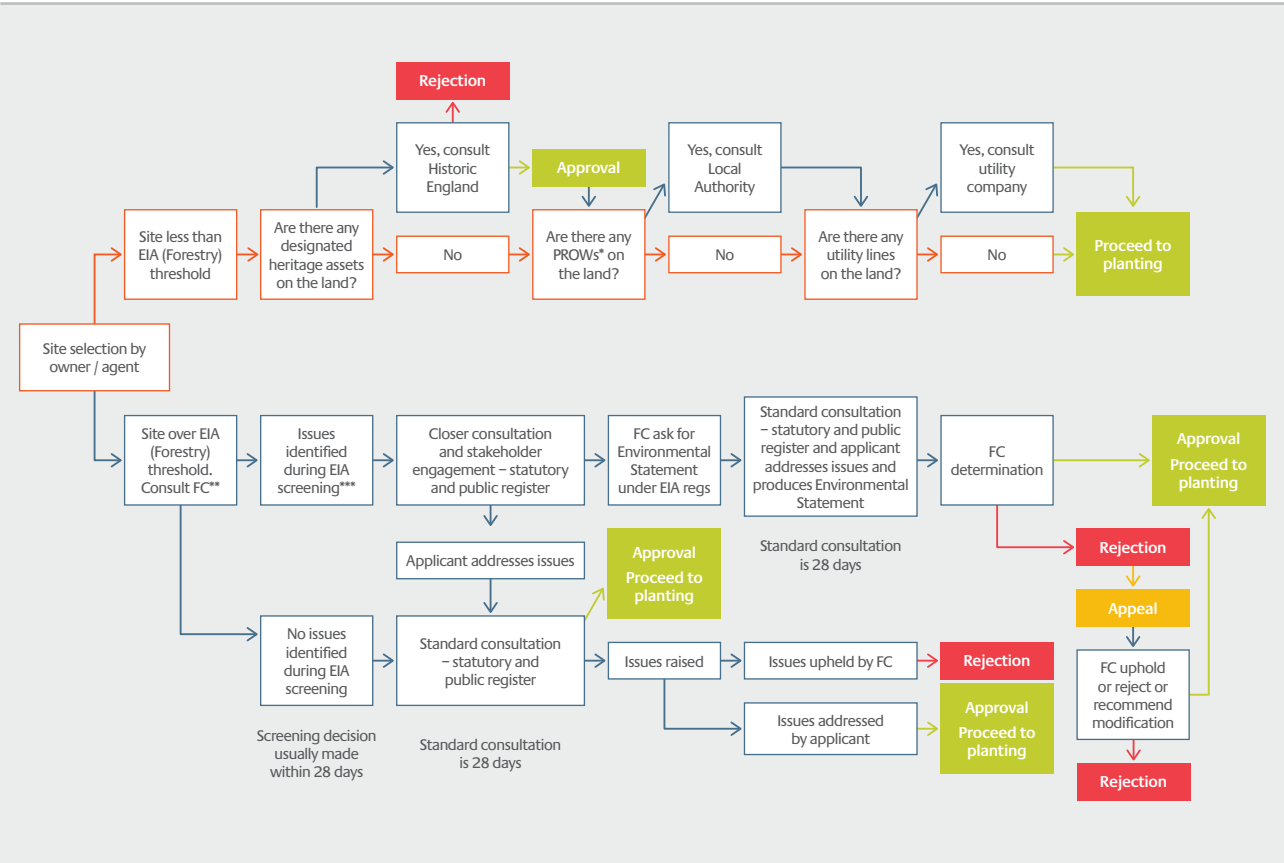 Rejection
Yes, consult
Historic
England
Approval
Yes, consult
Local
Authority
Yes, consult
utility
company
Site less than
EIA (Forestry)
threshold
Are there any
designated
heritage assets
on the land?
No
Are there any
PROWs* on
the land?
No
Are there any
utility lines
on the land?
No
Proceed to
planting
Site selection by
owner / agent
Site over EIA
(Forestry)
threshold.
Consult FC**
Issues
identified
during EIA
screening***
Closer consultation
and stakeholder
engagement – statutory
and public register
FC ask for
Environmental
Statement
under EIA regs
Standard consultation
– statutory and public
register and applicant
addresses issues and
produces Environmental
Statement
FC
determination
Approval
Proceed to
planting
Standard consultation
is 28 days
Rejection
Applicant addresses issues
Approval
Proceed to
planting
Appeal
No issues
identified
during EIA
screening
Standard consultation
– statutory and
public register
Issues raised
Issues upheld by FC
Rejection
FC uphold
or reject or
recommend
modification
Issues addressed
by applicant
Approval
Proceed to
planting
Screening decision
usually made
within 28 days
Standard consultation
is 28 days
Rejection